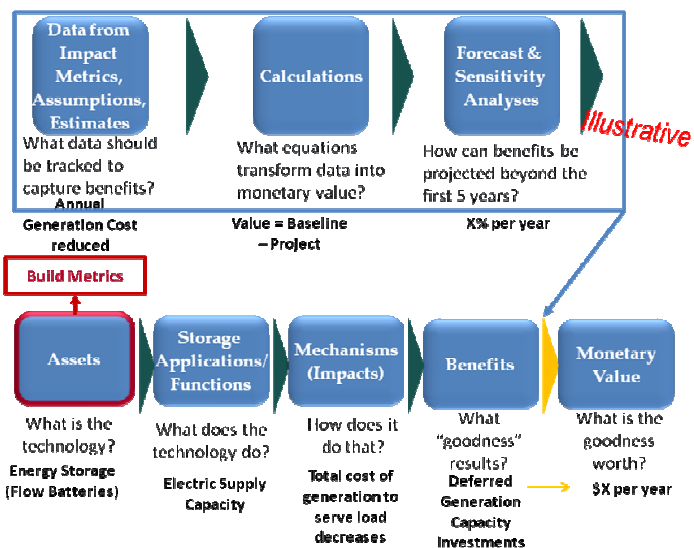 Data from
Impact
Metrics,
Assumptions,
Estimates
Calculations
Forecast &
Sensitivity
Analyses
Illustrative
What data should
be tracked to
capture benefits?
What equations
transform data into
monetary value?
How can benefits be
projected beyond the
first 5 years?
Annual
Generation Cost
reduced
Value = Baseline
– Project
X% per year
Build Metrics
Assets
Storage
Applications/
Functions
Mechanisms
(Impacts)
Benefits
Monetary
Value
What is the
technology?
What does the
technology do?
How does it
do that?
What
"goodness"
results?
What is the
goodness
worth?
Energy Storage
(Flow Batteries)
Electric Supply
Capacity
Total cost of
generation to
serve load
decreases
Deferred
Generation
Capacity
Investments
$X per year